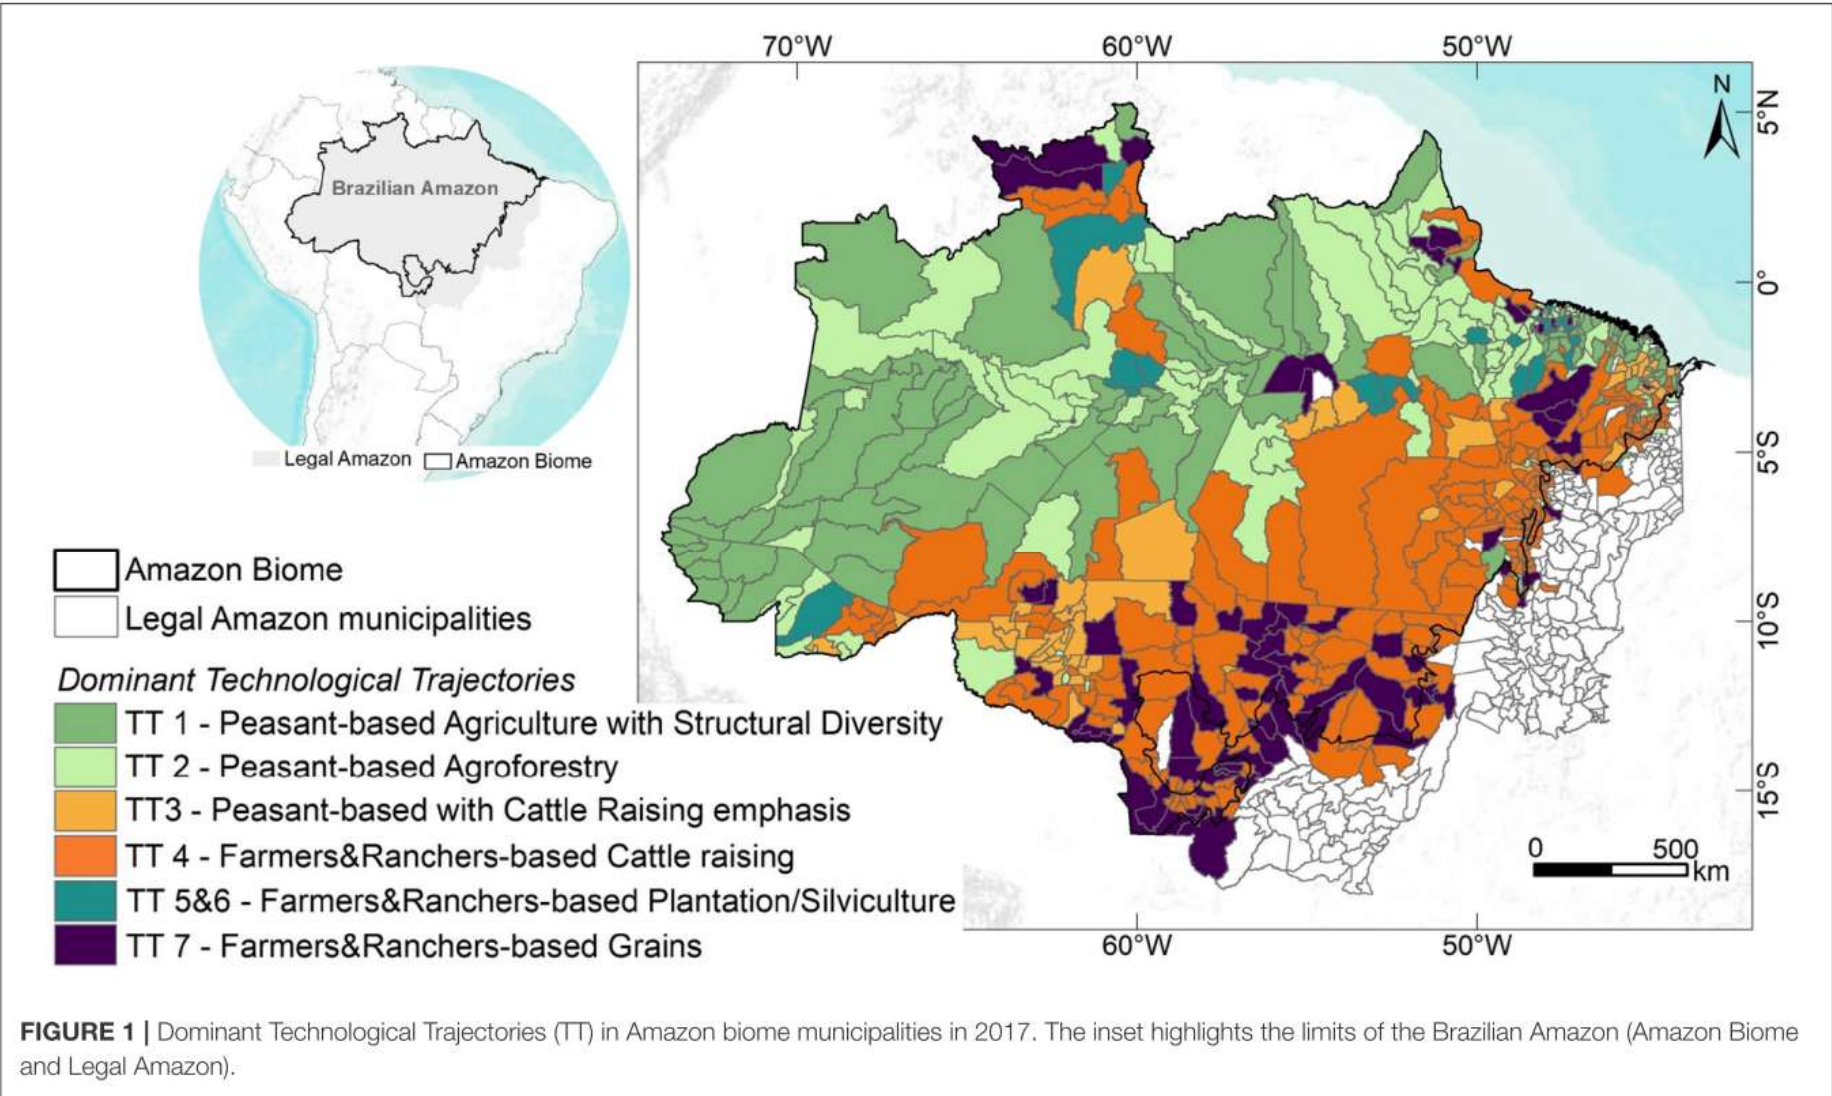 70°W
60°W
50°W
N
5°N
0°
5°S
10°S
15°S
Brazilian Amazon
Legal Amazon
Amazon Biome
Amazon Biome
Legal Amazon municipalities
Dominant Technological Trajectories
TT 1 - Peasant-based Agriculture with Structural Diversity
TT 2 - Peasant-based Agroforestry
TT3 - Peasant-based with Cattle Raising emphasis
TT 4 - Farmers&Ranchers-based Cattle raising
TT 5&6 - Farmers&Ranchers-based Plantation/Silviculture
TT 7 - Farmers&Ranchers-based Grains
0 500
km
60°W
50°W
FIGURE 1 | Dominant Technological Trajectories (TT) in Amazon biome municipalities in 2017. The inset highlights the limits of the Brazilian Amazon (Amazon Biome
and Legal Amazon).